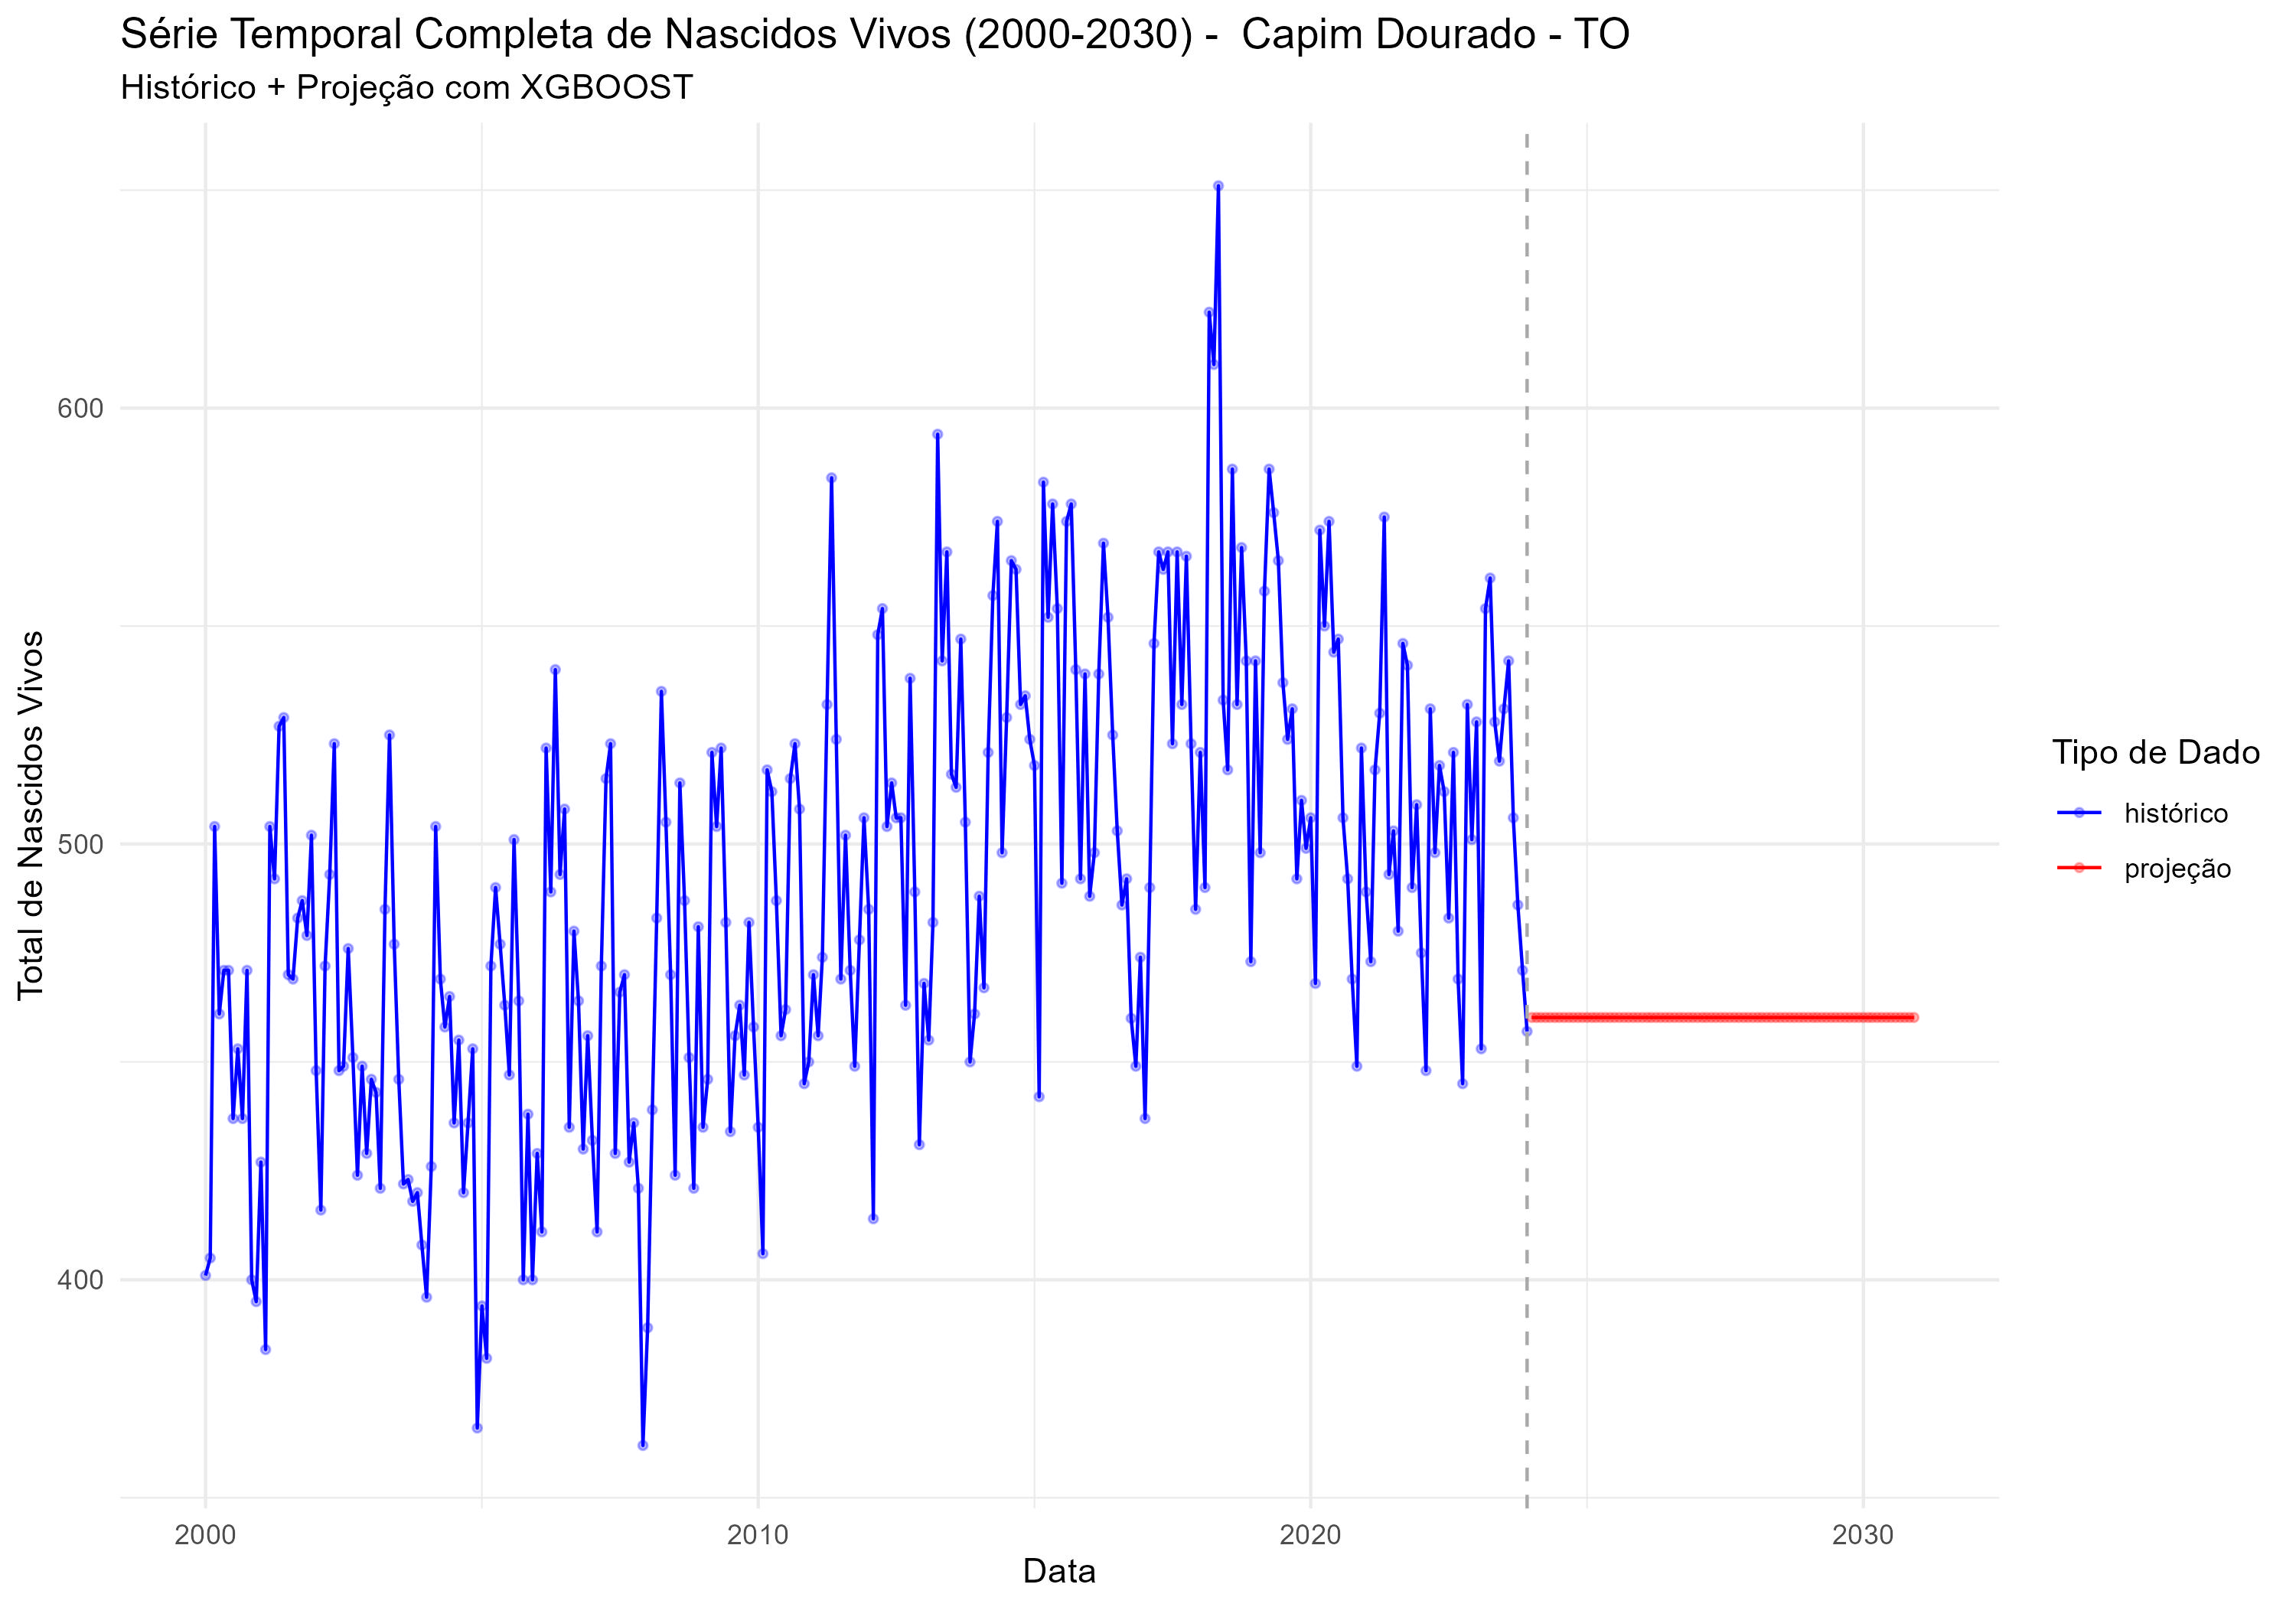 Série Temporal Completa de Nascidos Vivos (2000-2030) -  Capim Dourado - TO
Histórico + Projeção com XGBOOST
Total de Nascidos Vivos
600
500
400
2000
2010
2020
2030
Data
Tipo de Dado
histórico
projeção